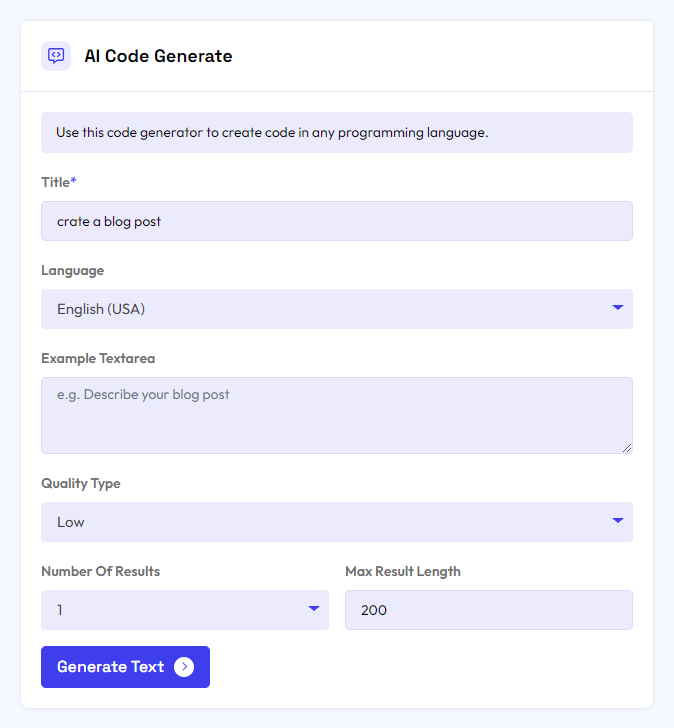 AI Code Generate
Use this code generator to create code in any programming language.
Title*
crate a blog post
Language
English (USA)
Example Textarea
e.g. Describe your blog post
Quality Type
Low
Number Of Results
Max Result Length
1
200
Generate Text